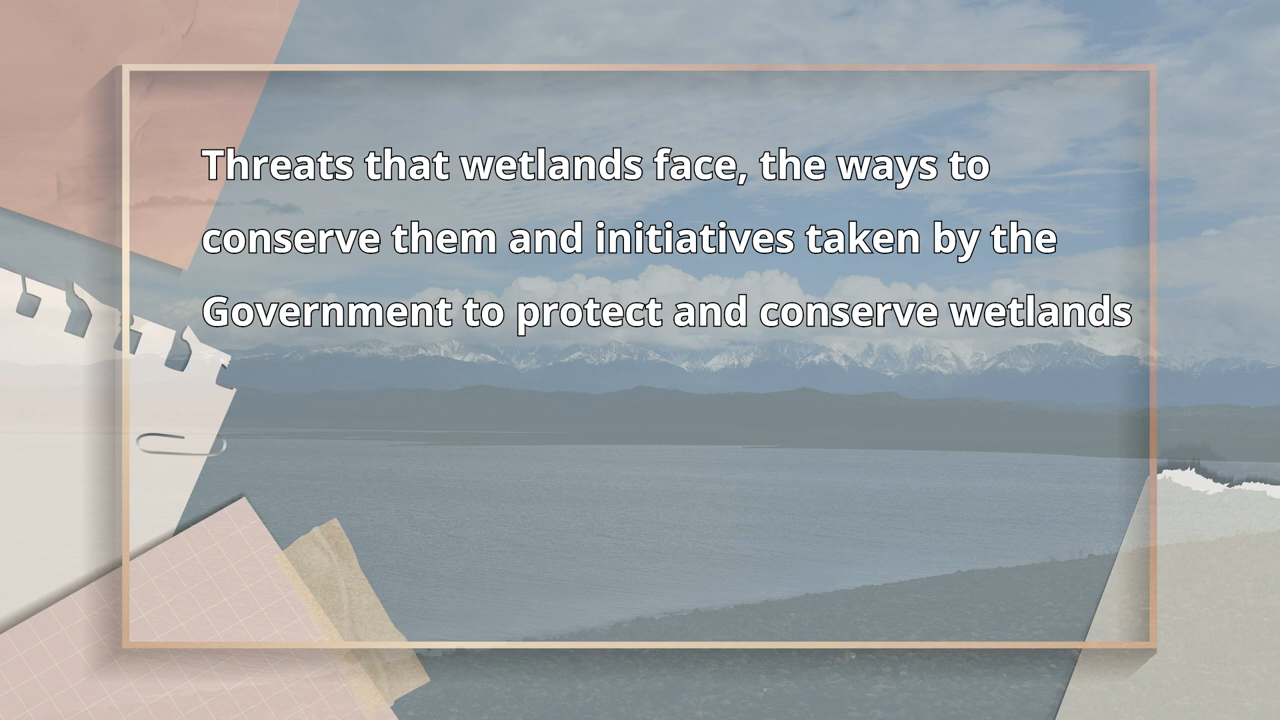 Threats that wetlands face, the ways to
conserve them and initiatives taken by the
Government to protect and conserve wetlands